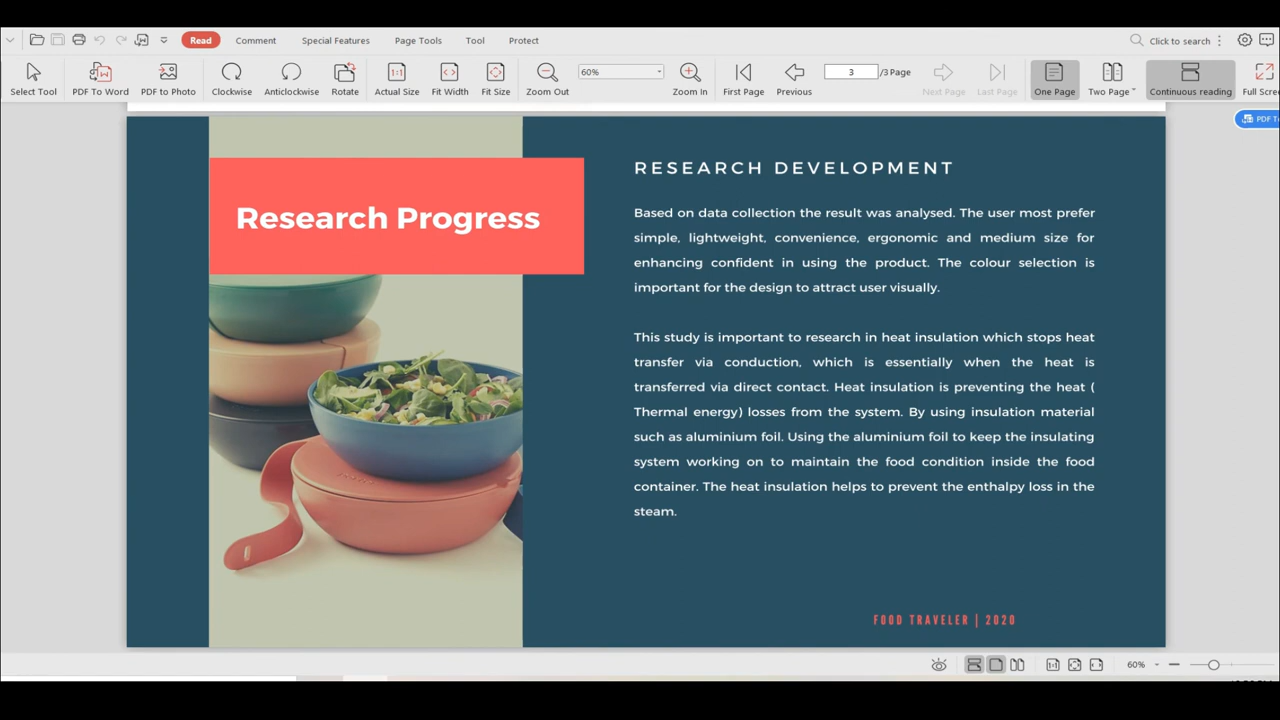 Read Comment Special Features Page Tools Tool Protect Click to search
Select Tool PDF To Word PDF to Photo Clockwise Anticlockwise Rotate 1:1 Actual Size Fit Width Fit Size Zoom Out 60% Zoom In First Page Previous 3 /3 Page Next Page Last Page One Page Two Page Continuous reading Full Scre
PDF T
Research Progress
RESEARCH DEVELOPMENT
Based on data collection the result was analysed. The user most prefer
simple, lightweight, convenience, ergonomic and medium size for
enhancing confident in using the product. The colour selection is
important for the design to attract user visually.
This study is important to research in heat insulation which stops heat
transfer via conduction, which is essentially when the heat is
transferred via direct contact. Heat insulation is preventing the heat (
Thermal energy) losses from the system. By using insulation material
such as aluminium foil. Using the aluminium foil to keep the insulating
system working on to maintain the food condition inside the food
container. The heat insulation helps to prevent the enthalpy loss in the
steam.
FOOD TRAVELER | 2020
60%